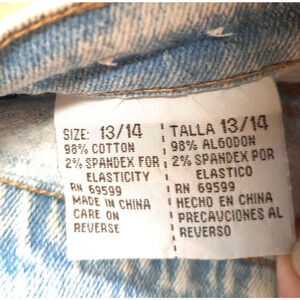 SIZE: 13/14
98% COTTON
2% SPANDEX FOR
ELASTICITY
RN 69599
MADE IN CHINA
CARE ON
REVERSE
TALLA 13/14
98% ALGODON
2% SPANDEX POR
ELASTICO
RN 69599
HECHO EN CHINA
PRECAUCIONES AL
REVERSO